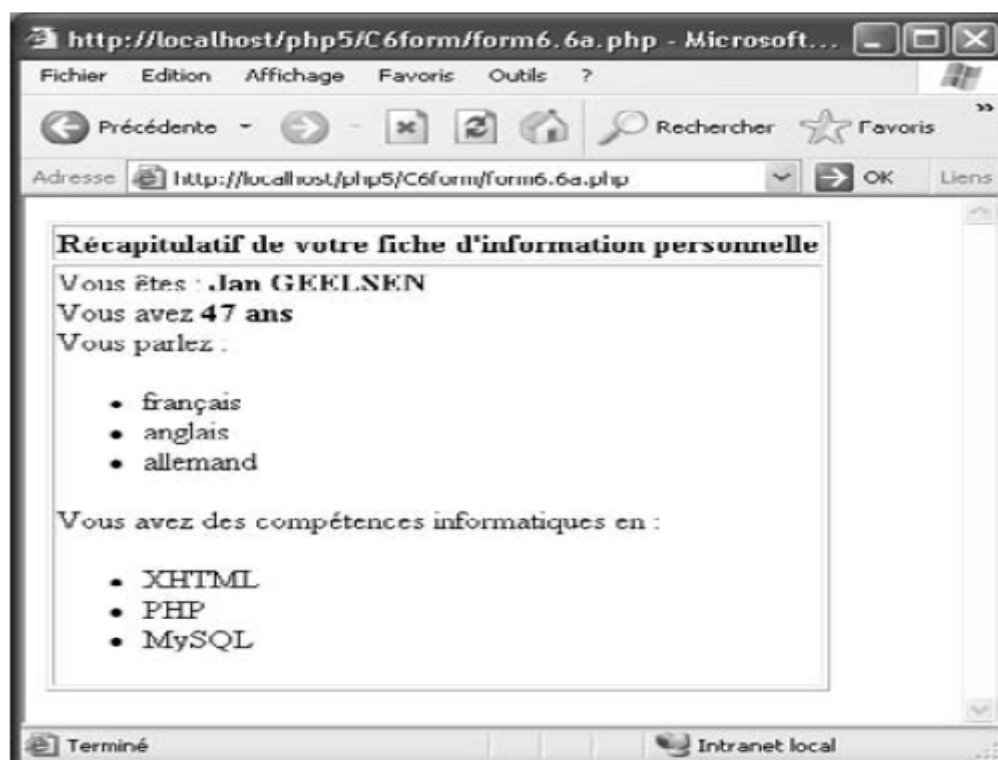 http://localhost/php5/C6form/form6.6a.php - Microsoft...
Fichier Edition Affichage Favoris Outils ?
Précédente Rechercher Favoris »
Adresse http://localhost/php5/C6form/form6.6a.php OK Liens
Récapitulatif de votre fiche d'information personnelle
Vous êtes : Jan GEELSEN
Vous avez 47 ans
Vous parlez :
• français
• anglais
• allemand
Vous avez des compétences informatiques en :
• XHTML
• PHP
• MySQL
Terminé Intranet local